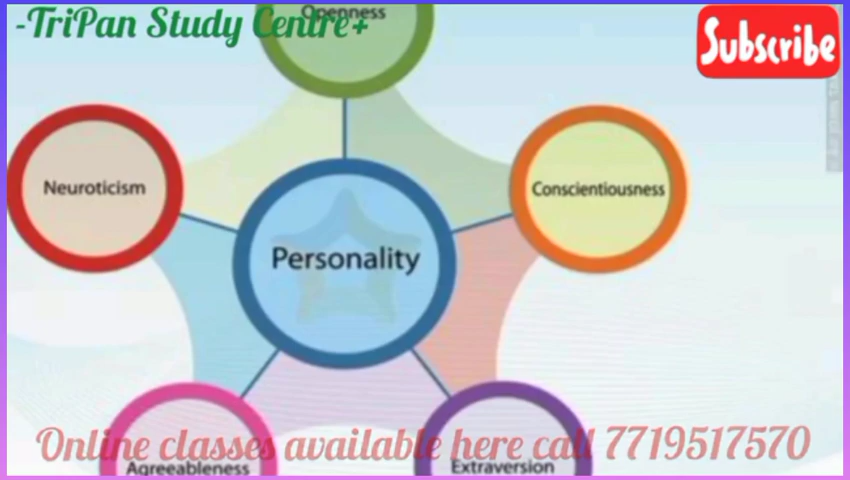 -TriPan Study Centre+
Openness
Subscribe
Neuroticism
Conscientiousness
Personality
Online classes available here call 7719517570
Agreeableness
Extraversion